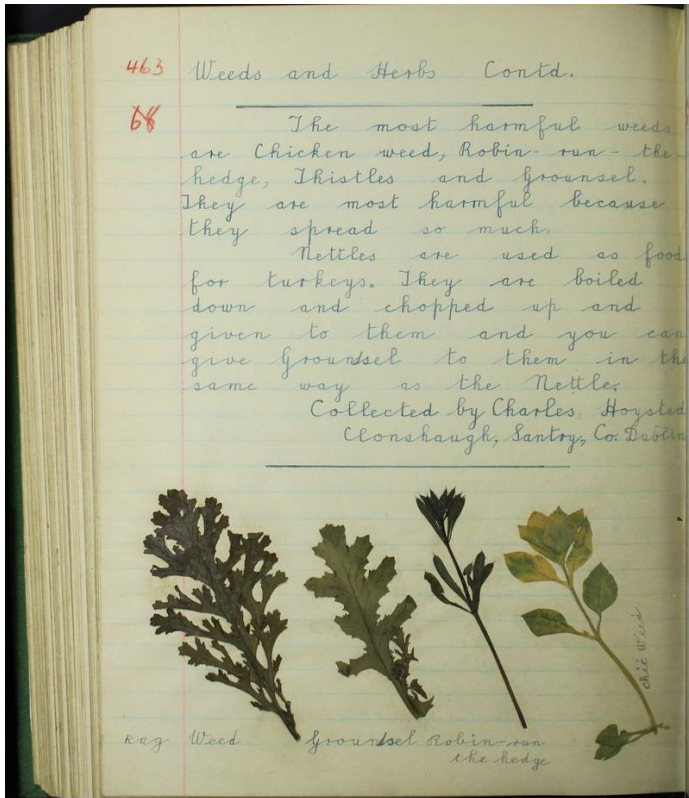 463 Weeds and Herbs Contd.
68
The most harmful weeds
are Chicken weed, Robin-run-the-
hedge, Thistles and Grounsel.
They are most harmful because
they spread so much.
Nettles are used as food
for turkeys. They are boiled
down and chopped up and
given to them and you can
give Groundsel to them in the
same way as the Nettles
Collected by Charles, Hoysted
Clonshaugh, Santry, Co. Dublin
chic Weed
Rag Weed Groundsel Robin-run
the hedge